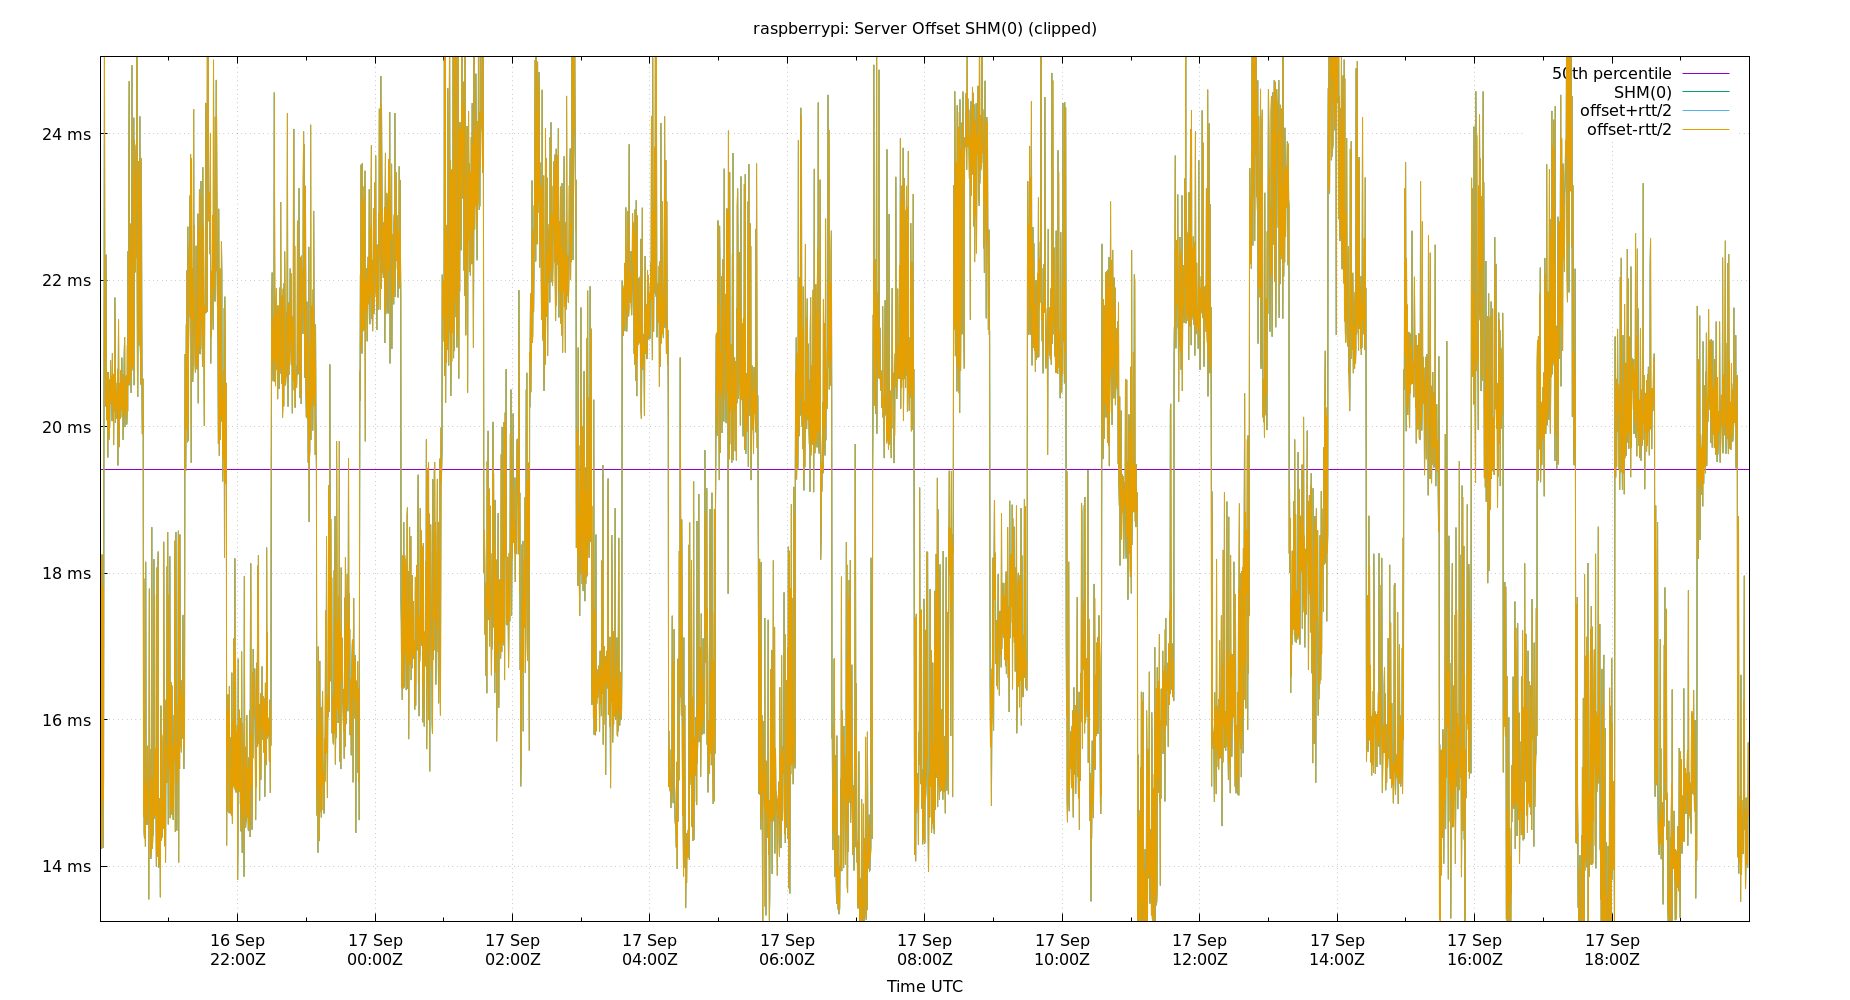 raspberrypi: Server Offset SHM(0) (clipped)
50th percentile
SHM(0)
offset+rtt/2
offset-rtt/2
24 ms
22 ms
20 ms
18 ms
16 ms
14 ms
16 Sep 17 Sep 17 Sep 17 Sep 17 Sep 17 Sep 17 Sep 17 Sep 17 Sep 17 Sep 17 Sep
22:00Z 00:00Z 02:00Z 04:00Z 06:00Z 08:00Z 10:00Z 12:00Z 14:00Z 16:00Z 18:00Z
Time UTC